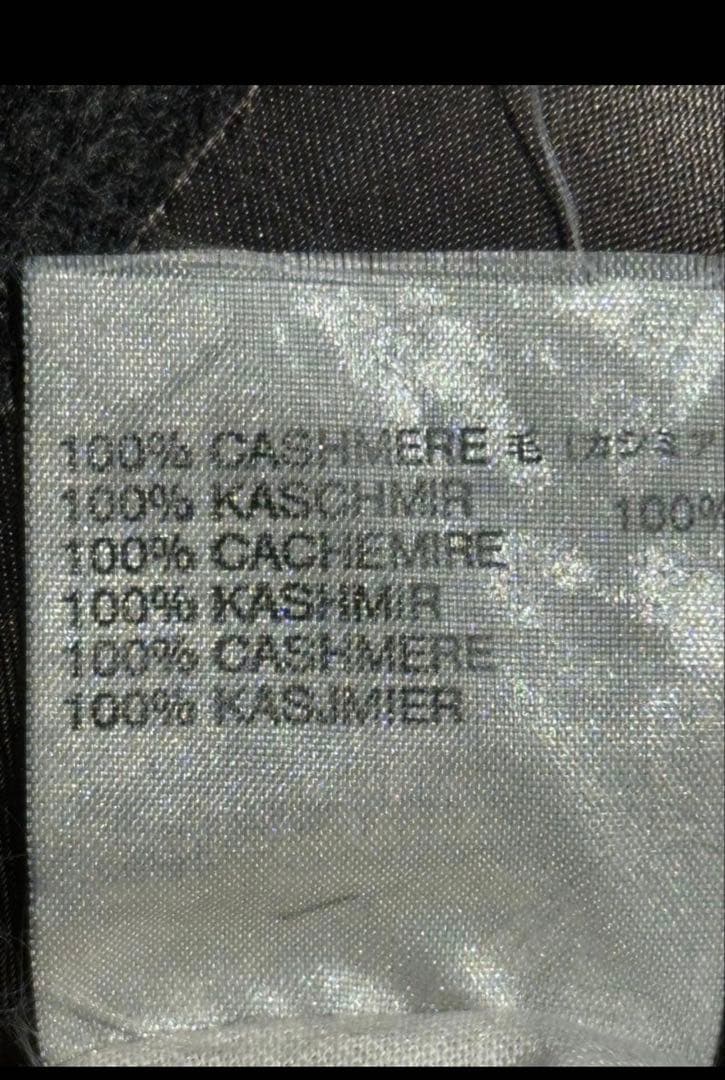 100% CASHMERE 毛（カシミア
100% KASCHMIR 100%
100% CACHEMIRE
100% KASHMIR
100% CASHMERE
100% KASJMIER